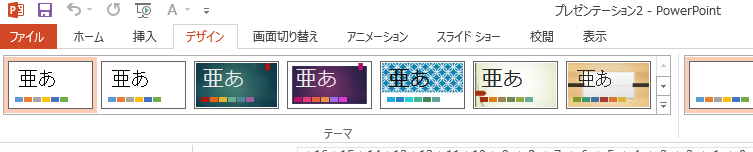 プレゼンテーション2 - PowerPoint
ファイル ホーム 挿入 デザイン 画面切り替え アニメーション スライド ショー 校閲 表示
亜あ 亜あ 亜あ 亜あ 亜あ 亜あ 亜あ
テーマ